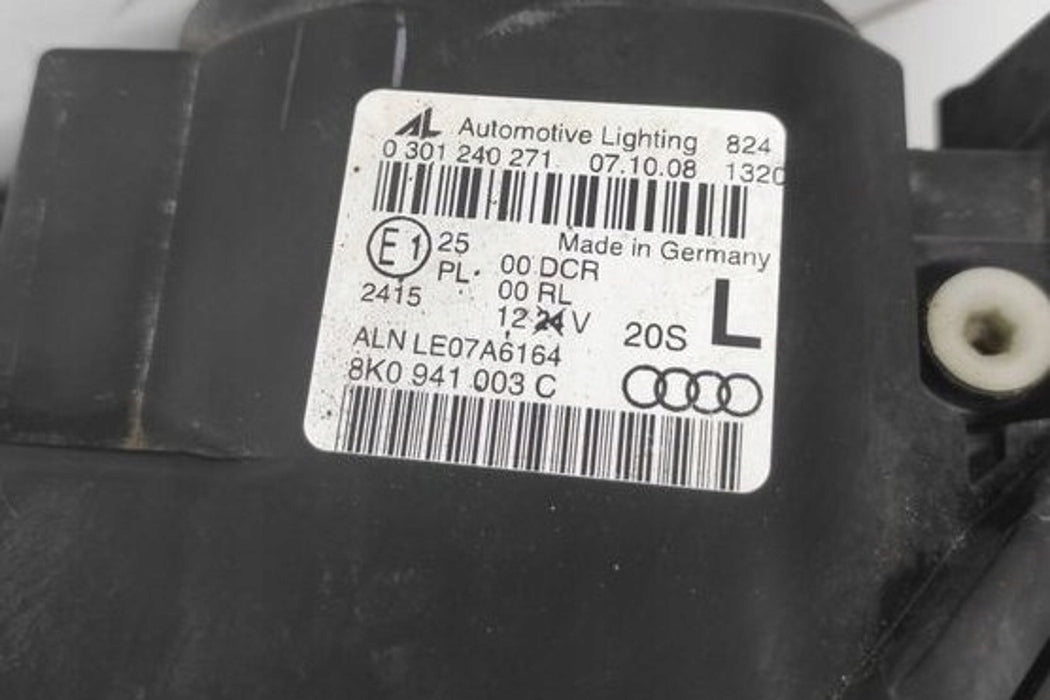 AL Automotive Lighting 824
0 301 240 271 07.10.08 1320
Made in Germany
E1 25 00 DCR
PL 00 RL
2415 12 24 V 20S L
ALN LE07A6164
8K0 941 003 C